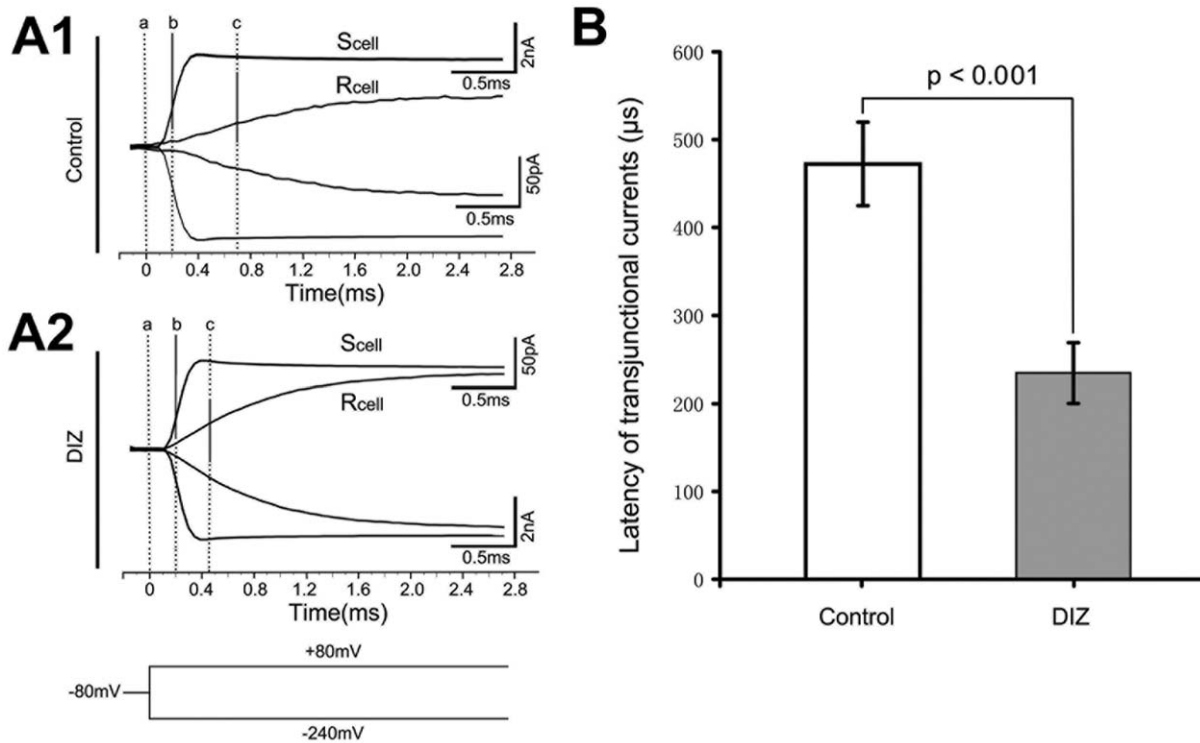 A1
a b c
Scell
2nA
0.5ms
Rcell
50pA
0.5ms
Control
0 0.4 0.8 1.2 1.6 2.0 2.4 2.8
Time(ms)
A2
a b c
Scell
50pA
0.5ms
Rcell
DIZ
2nA
0.5ms
0 0.4 0.8 1.2 1.6 2.0 2.4 2.8
Time(ms)
+80mV
-80mV
-240mV
B
600
500
400
300
200
100
0
Latency of transjunctional currents (μs)
p < 0.001
Control DIZ